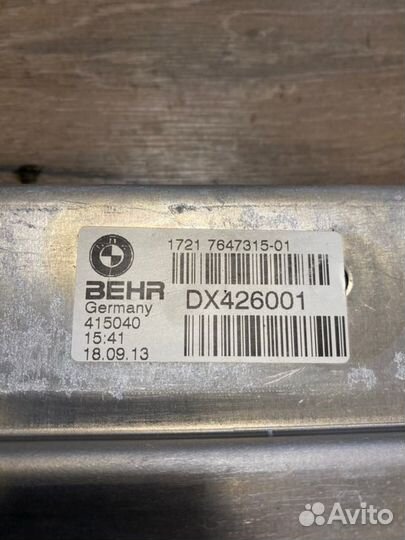 1721 7647315-01
BEHR
Germany
415040
15:41
18.09.13
DX426001
Avito